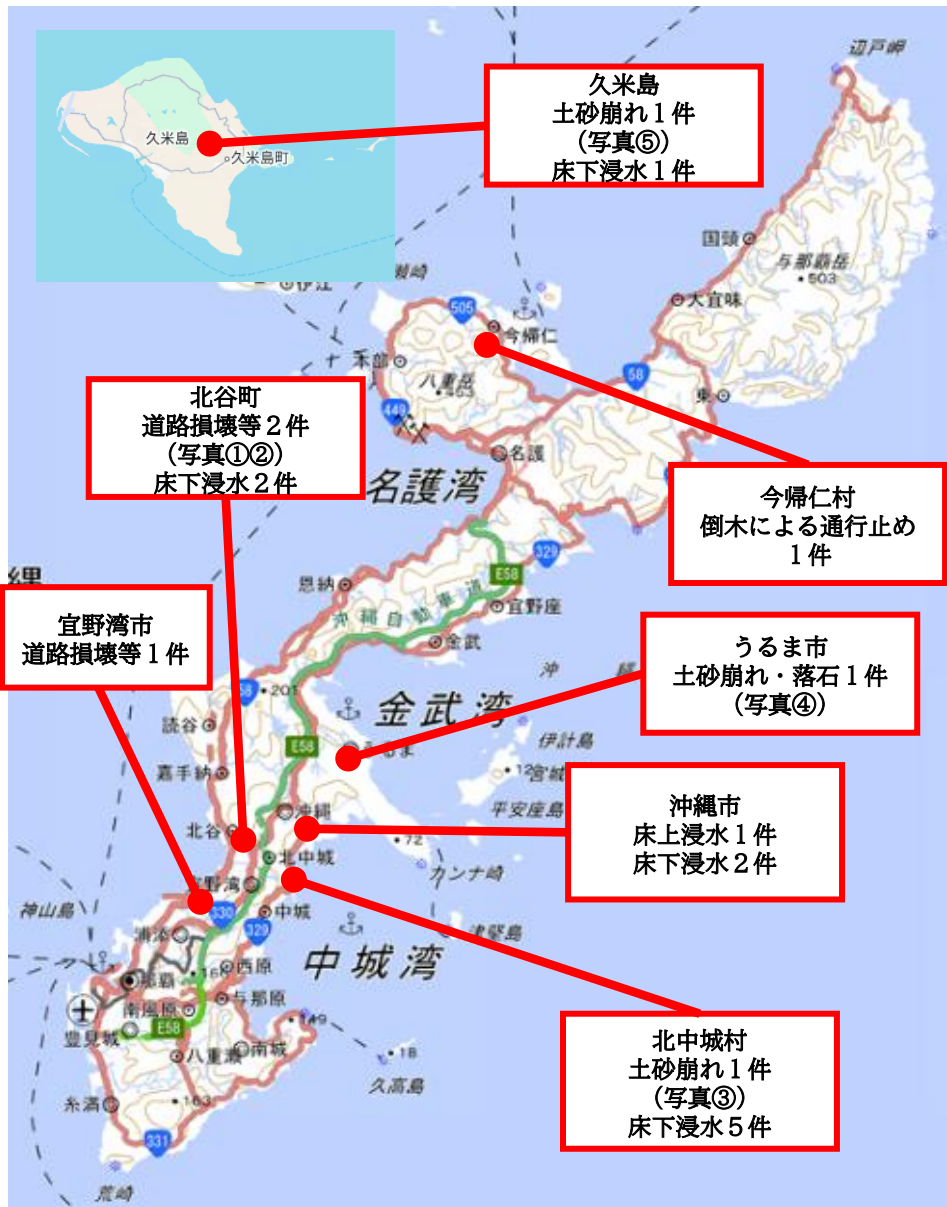 辺戸岬
久米島
土砂崩れ１件
（写真⑤）
床下浸水１件
久米島
久米島町
国頭
与那覇岳
503
大宜味
伊江
505
今帰仁
本部
八重岳
58
東
449
名護
北谷町
道路損壊等２件
（写真①②）
床下浸水２件
名護湾
今帰仁村
倒木による通行止め
１件
329
E58
恩納
沖縄自動車道
宜野座
金武
宜野湾市
道路損壊等１件
うるま市
土砂崩れ・落石１件
（写真④）
沖
縄
58
201
金武湾
読谷
E58
伊計島
嘉手納
平安座島
沖縄市
床上浸水１件
床下浸水２件
沖縄
北谷
72
北中城
カンナ崎
野湾
神山島
330
中城
329
津堅島
浦添
中城湾
西原
那覇
与那原
南風原
149
E58
豊見城
八重瀬
南城
18
久高島
北中城村
土砂崩れ１件
（写真③）
床下浸水５件
糸満
163
331
荒崎